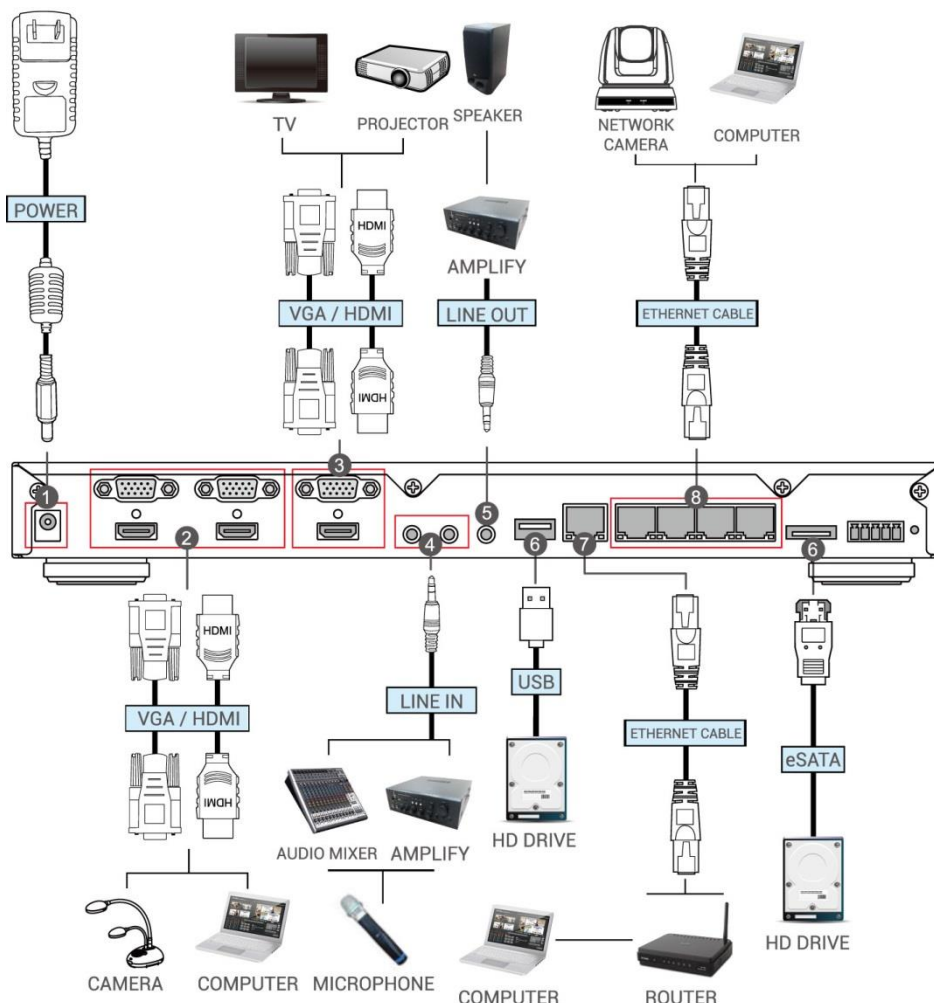 TV
PROJECTOR
SPEAKER
NETWORK
CAMERA
COMPUTER
POWER
HDMI
AMPLIFY
VGA / HDMI
LINE OUT
ETHERNET CABLE
HDMI
1
2
3
4
5
6
7
8
6
HDMI
USB
LINE IN
VGA / HDMI
ETHERNET CABLE
eSATA
HDMI
AUDIO MIXER
AMPLIFY
HD DRIVE
HD DRIVE
CAMERA
COMPUTER
MICROPHONE
COMPUTER
ROUTER